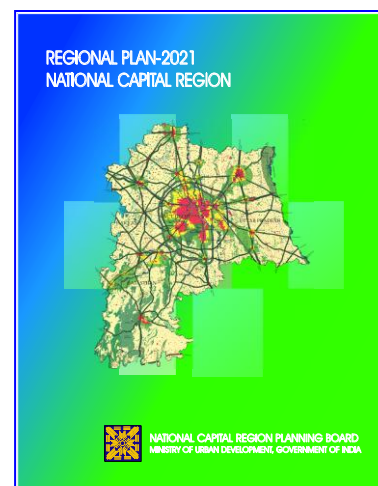 REGIONAL PLAN-2021
NATIONAL CAPITAL REGION
NATIONAL CAPITAL REGION PLANNING BOARD
MINISTRY OF URBAN DEVELOPMENT, GOVERNMENT OF INDIA